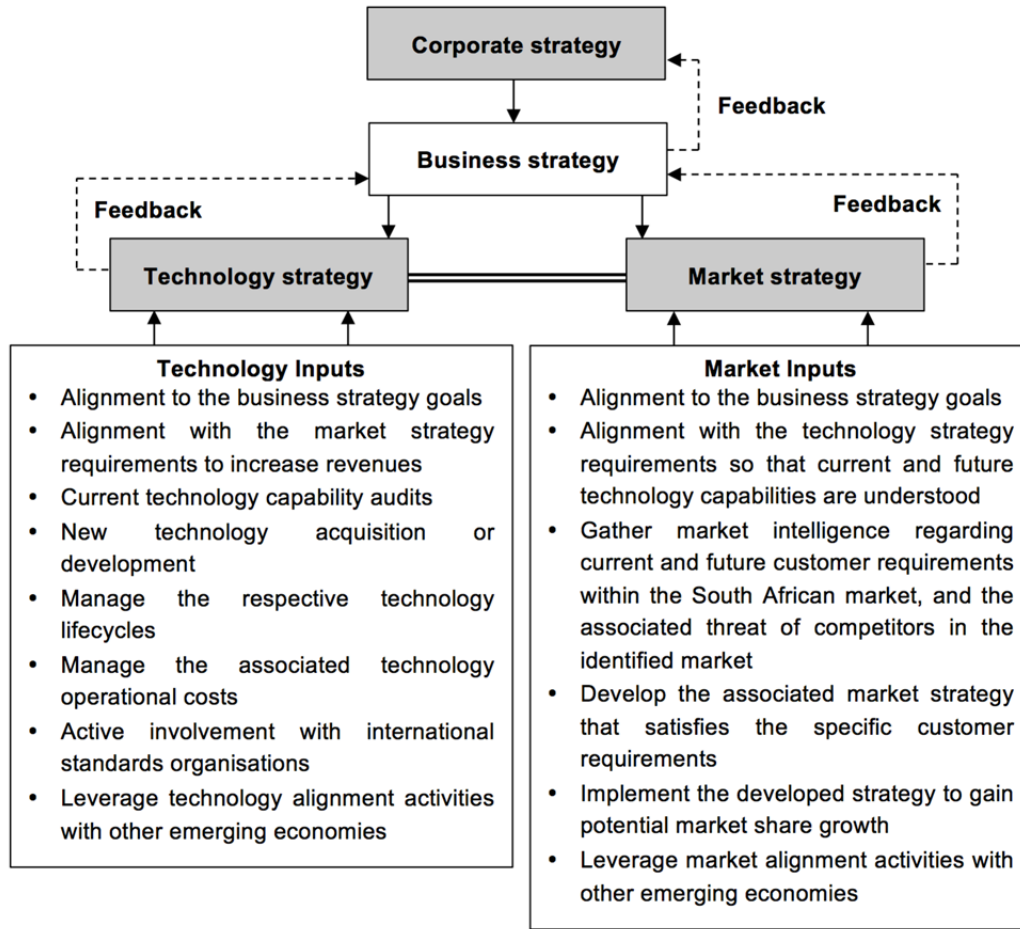 Corporate strategy
Feedback
Business strategy
Feedback
Feedback
Technology strategy
Market strategy
Technology Inputs
• Alignment to the business strategy goals
• Alignment with the market strategy
requirements to increase revenues
• Current technology capability audits
• New technology acquisition or
development
• Manage the respective technology
lifecycles
• Manage the associated technology
operational costs
• Active involvement with international
standards organisations
• Leverage technology alignment activities
with other emerging economies
Market Inputs
• Alignment to the business strategy goals
• Alignment with the technology strategy
requirements so that current and future
technology capabilities are understood
• Gather market intelligence regarding
current and future customer requirements
within the South African market, and the
associated threat of competitors in the
identified market
• Develop the associated market strategy
that satisfies the specific customer
requirements
• Implement the developed strategy to gain
potential market share growth
• Leverage market alignment activities with
other emerging economies